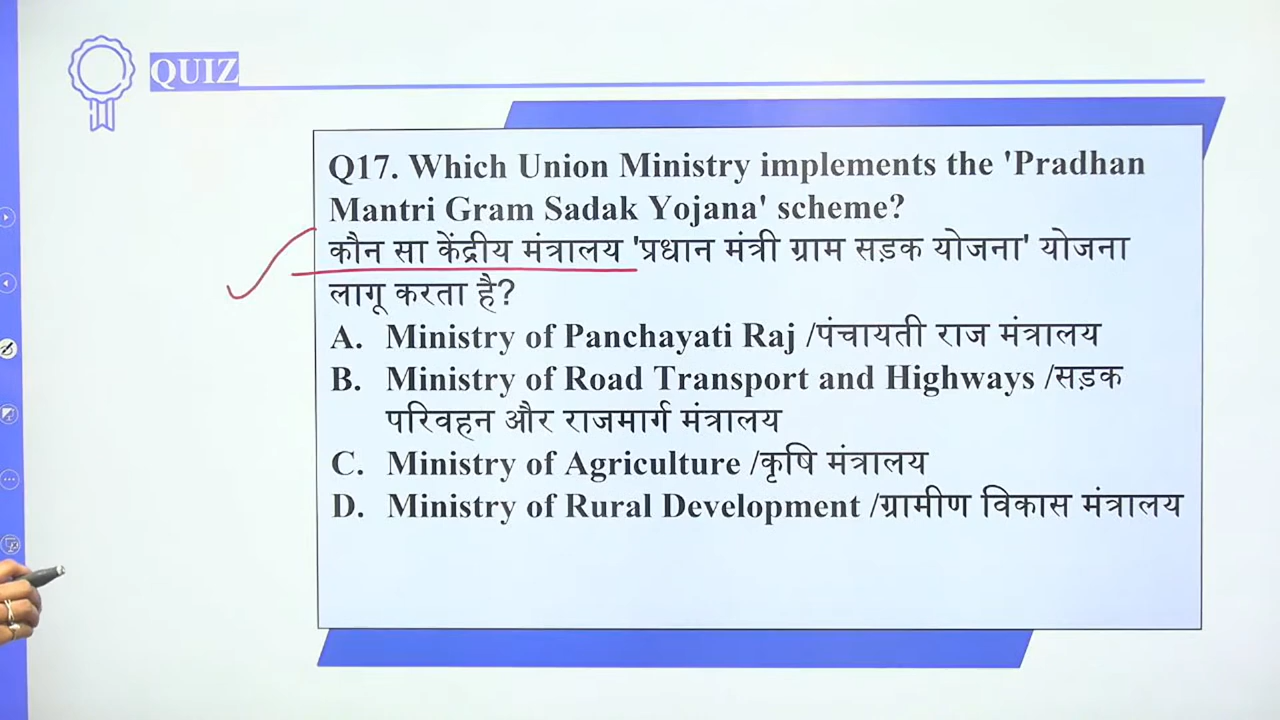 QUIZ
Q17. Which Union Ministry implements the 'Pradhan
Mantri Gram Sadak Yojana' scheme?
कौन सा केंद्रीय मंत्रालय 'प्रधान मंत्री ग्राम सड़क योजना' योजना
लागू करता है?
A. Ministry of Panchayati Raj /पंचायती राज मंत्रालय
B. Ministry of Road Transport and Highways /सड़क
परिवहन और राजमार्ग मंत्रालय
C. Ministry of Agriculture /कृषि मंत्रालय
D. Ministry of Rural Development /ग्रामीण विकास मंत्रालय